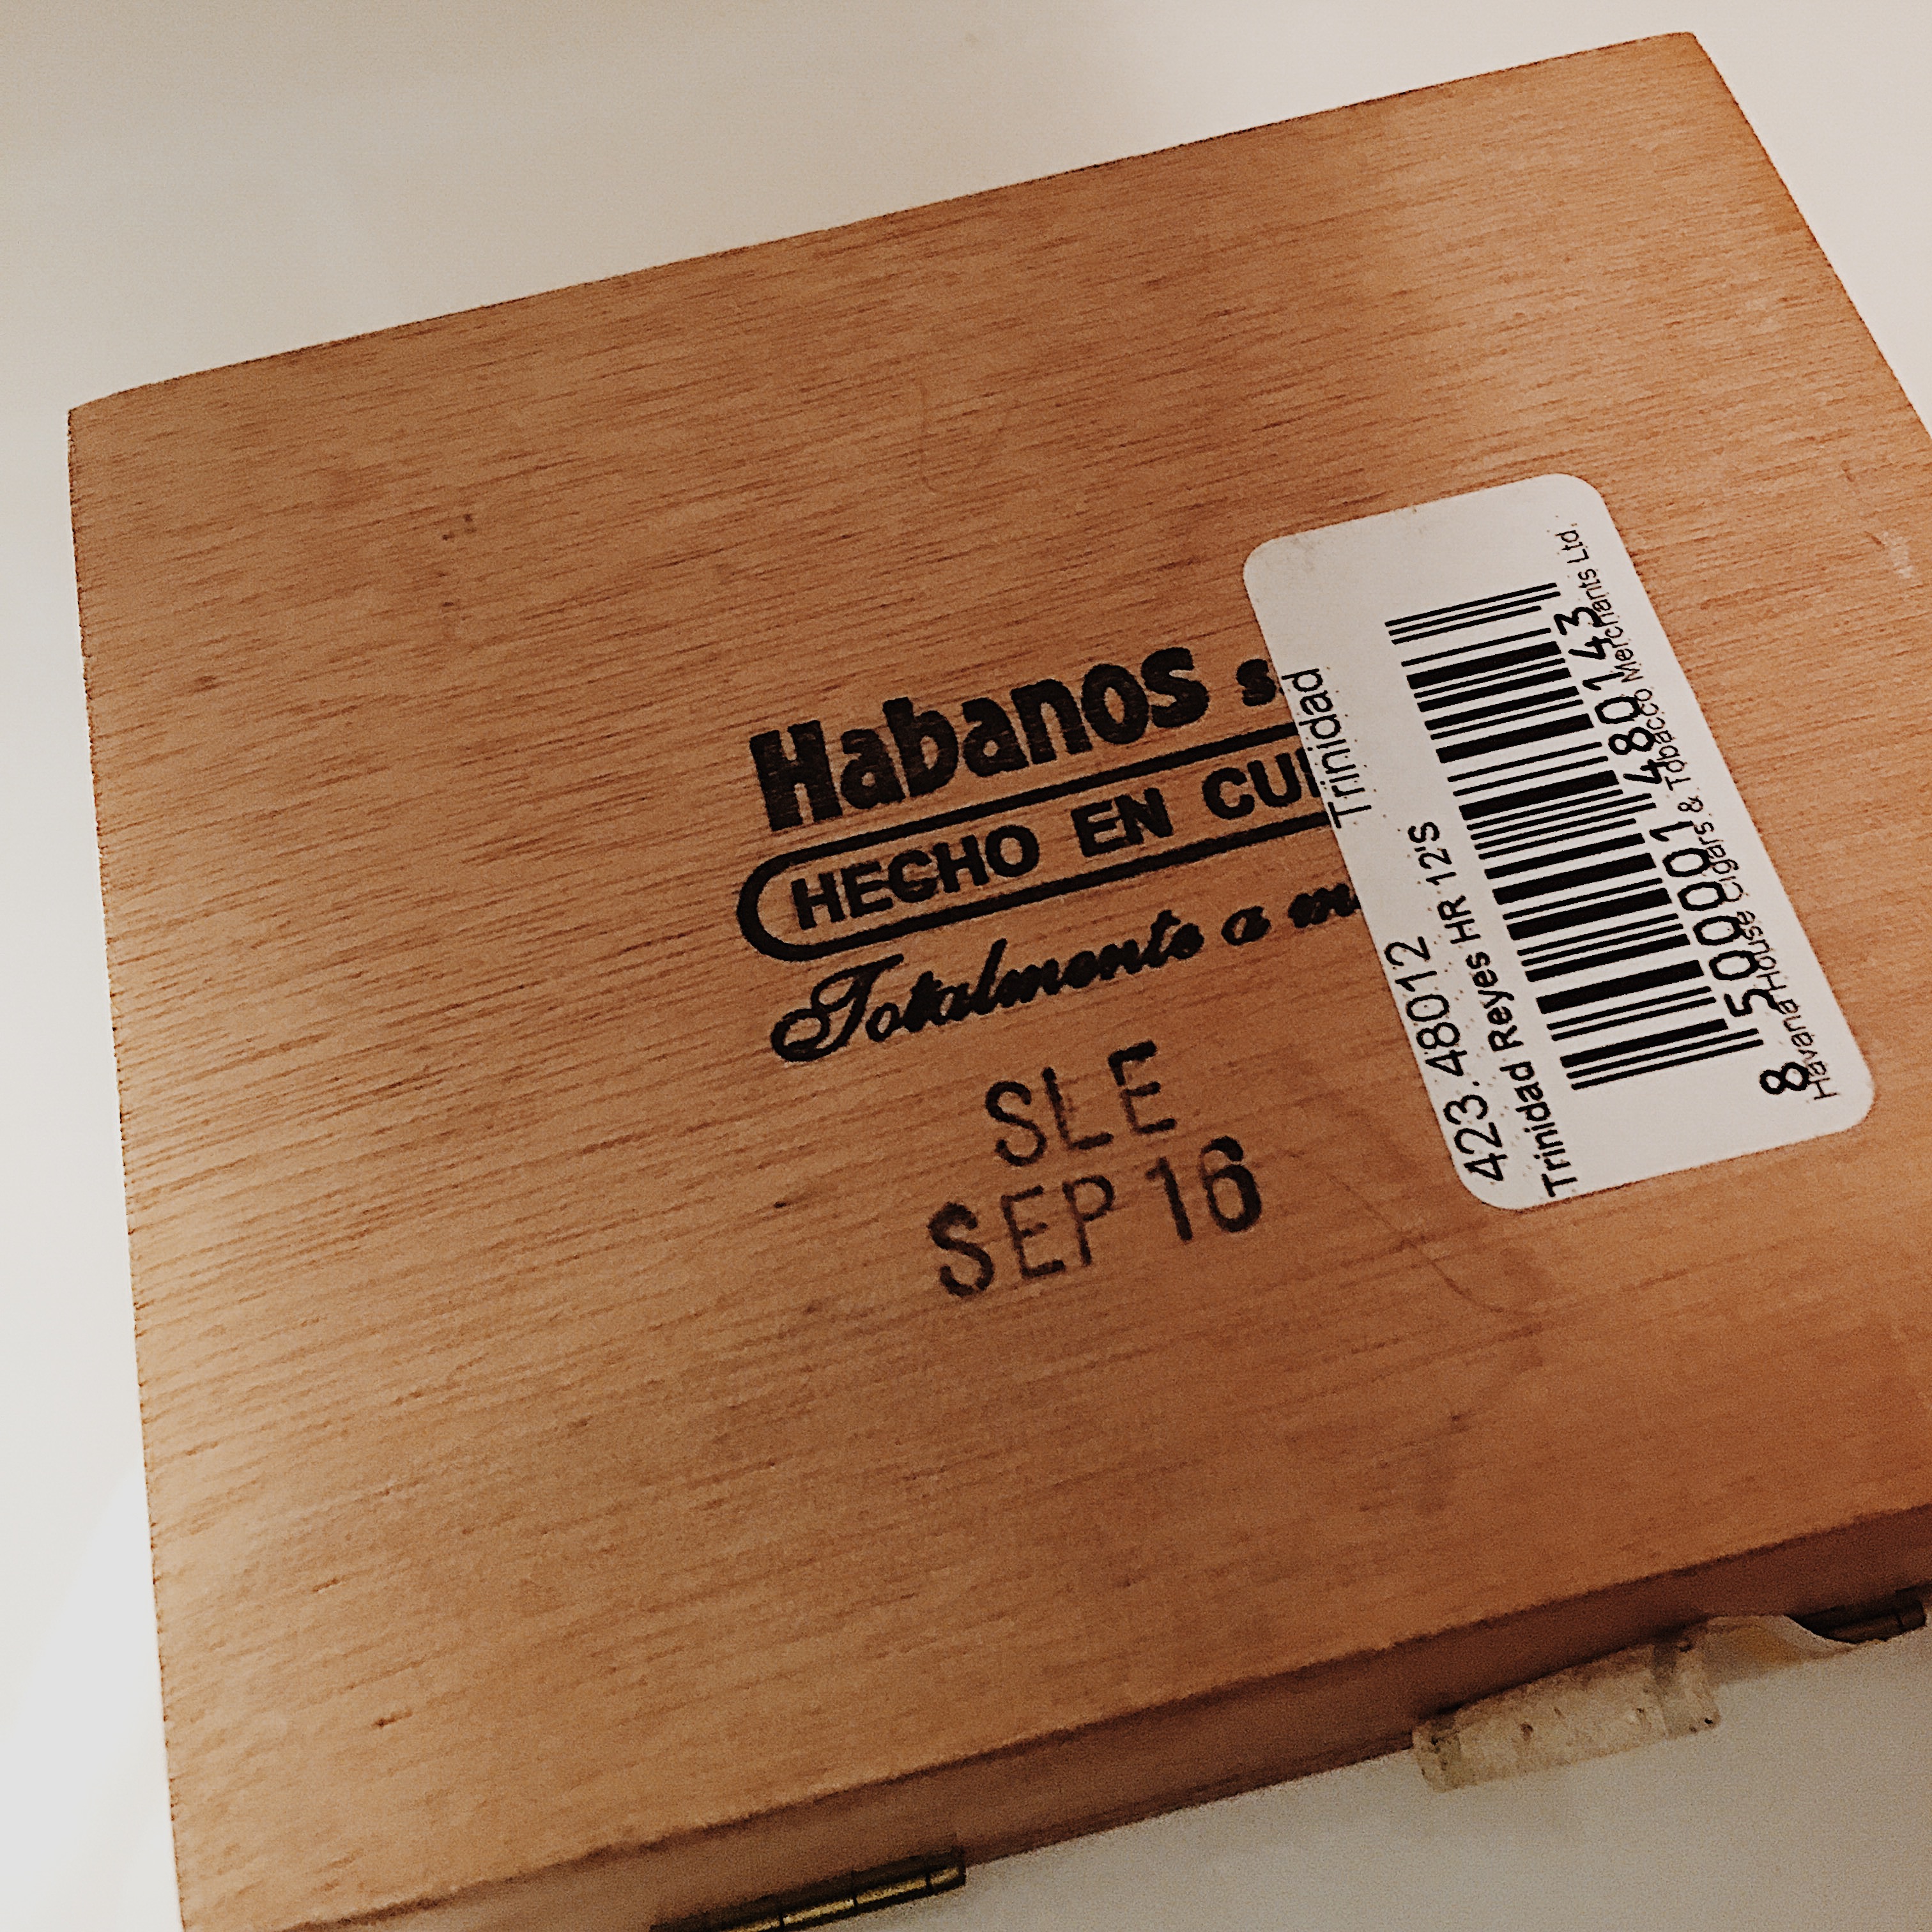 Habanos s
HECHO EN CU
Totalmente a m
SLE
SEP 16
Trinidad
423.48012
Trinidad Reyes HR 12's
8 500001 480143
Havana House Cigars & Tobacco Merchants Ltd.